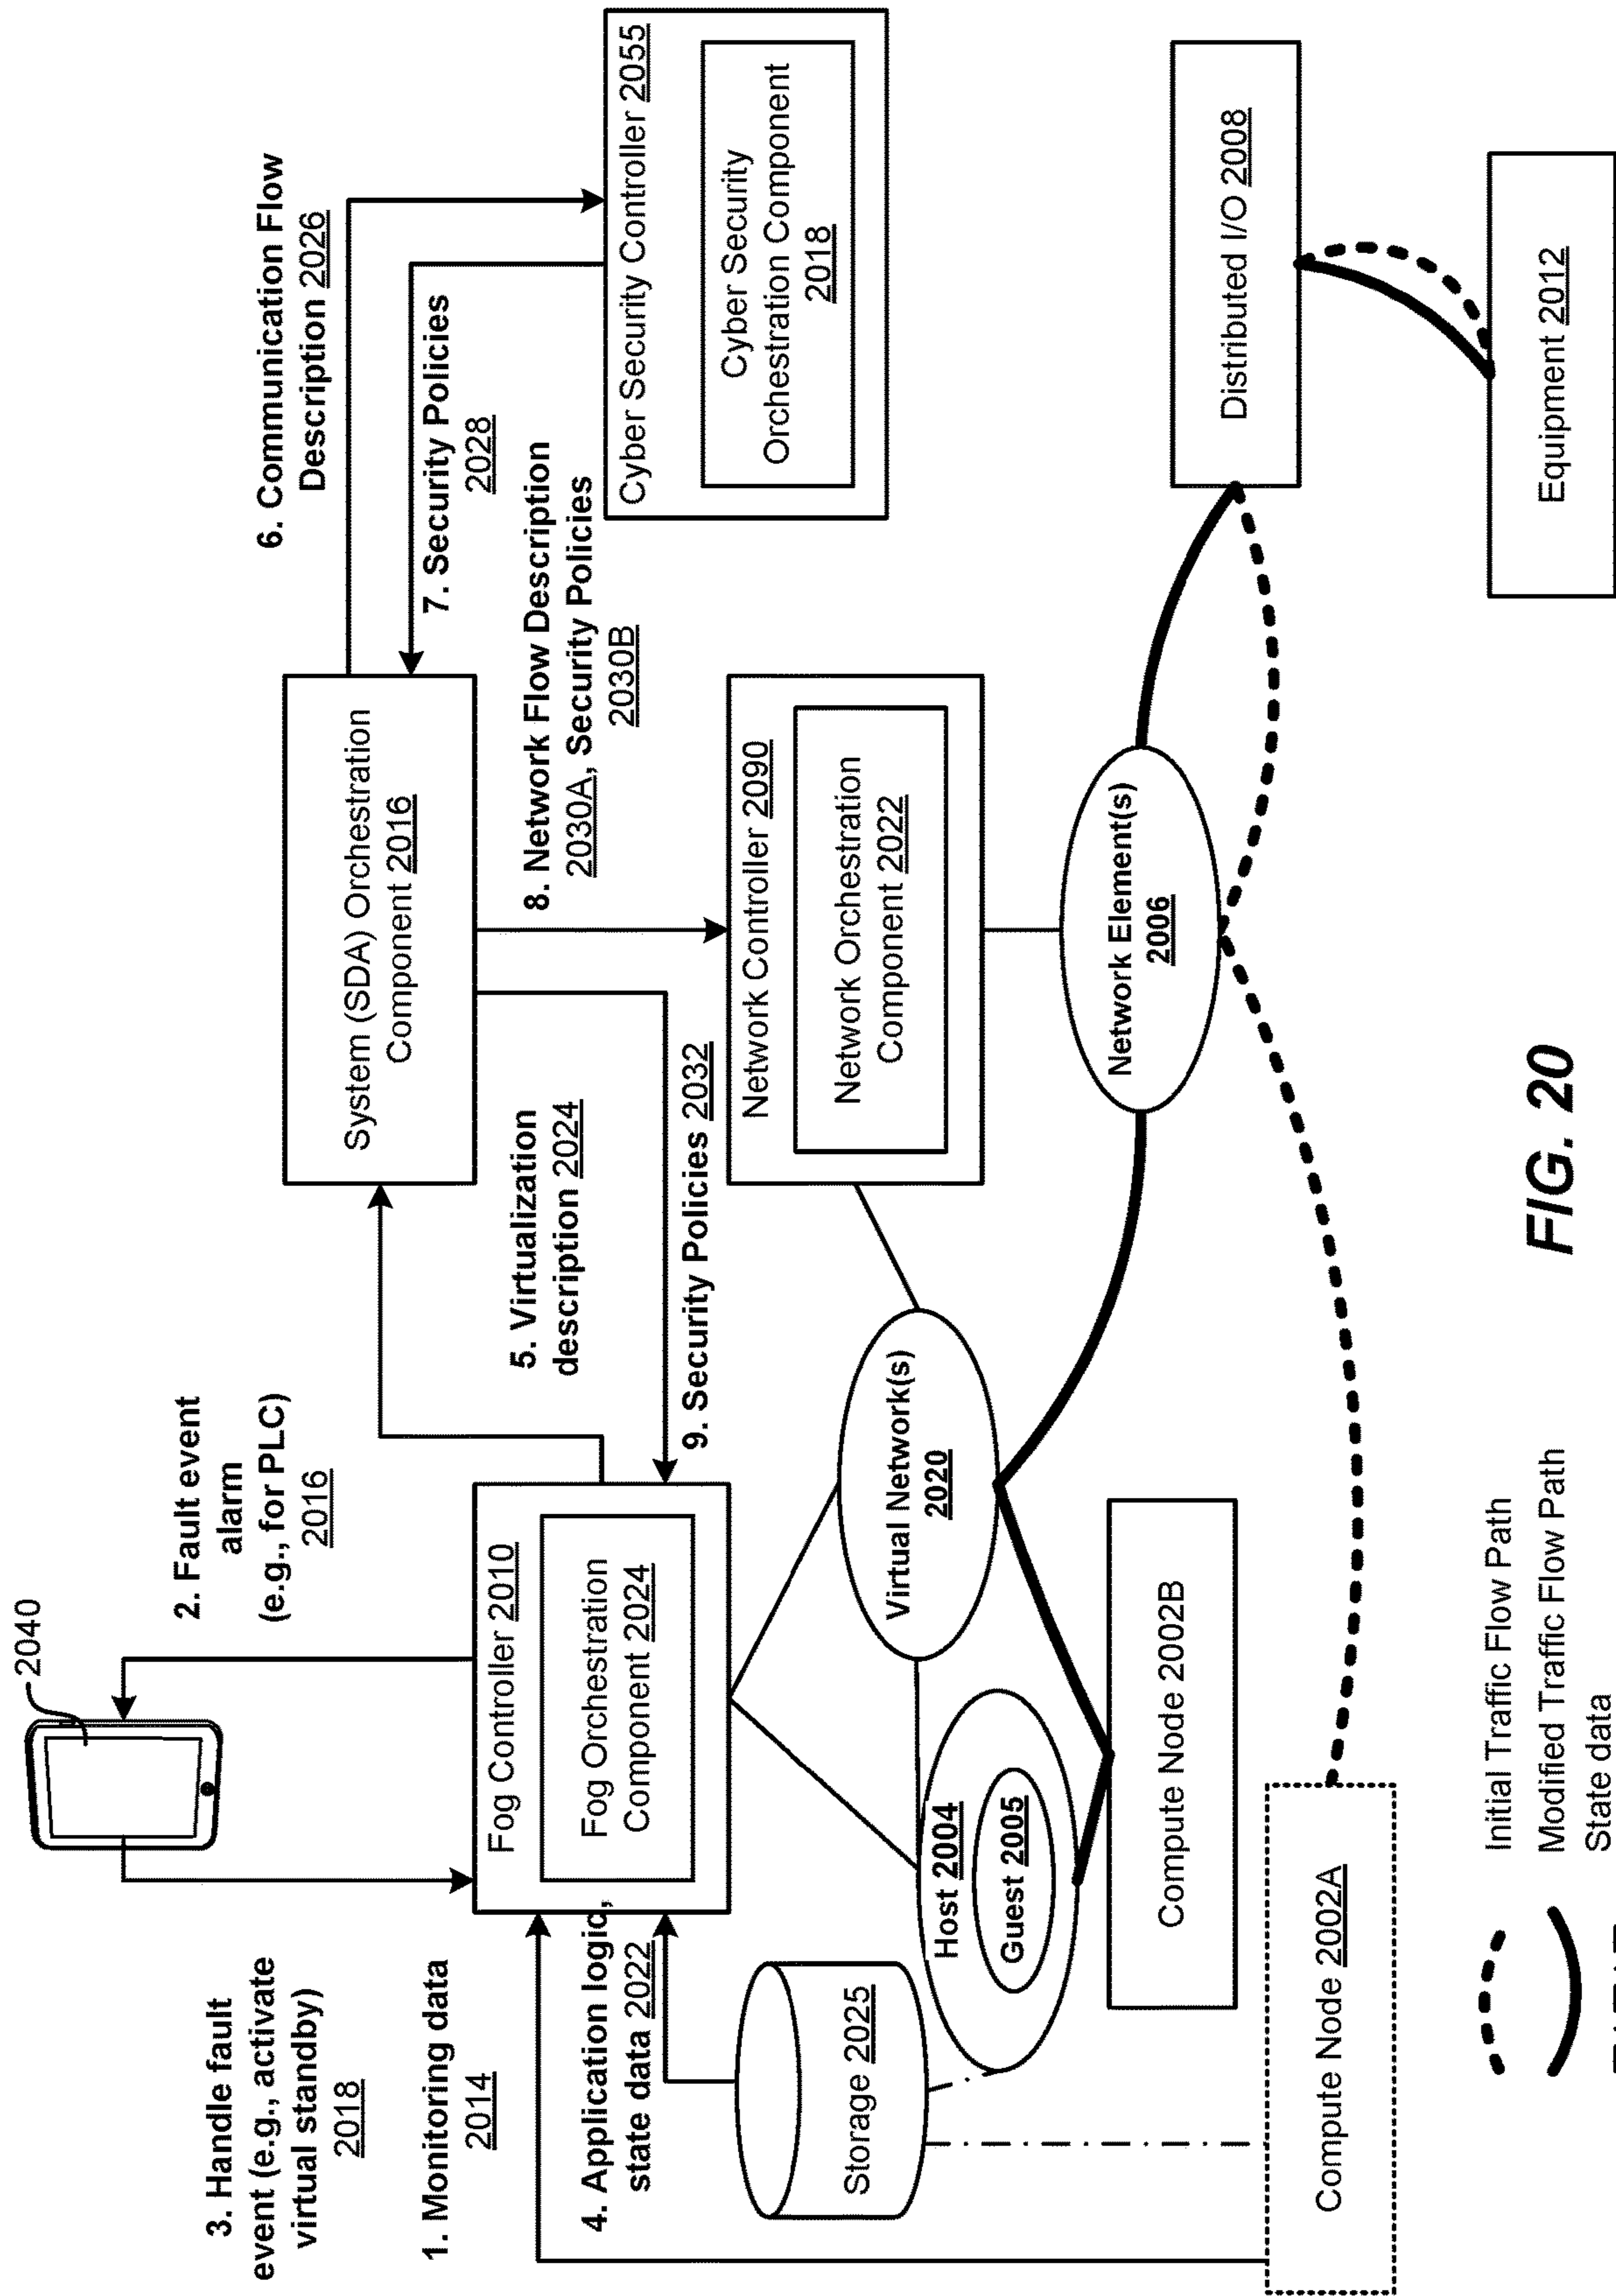 2040
3. Handle fault
event (e.g., activate
virtual standby)
2018
2. Fault event
alarm
(e.g., for PLC)
2016
1. Monitoring data
2014
4. Application logic,
state data 2022
Fog Controller 2010
Fog Orchestration
Component 2024
5. Virtualization
description 2024
System (SDA) Orchestration
Component 2016
6. Communication Flow
Description 2026
7. Security Policies
2028
Cyber Security Controller 2055
Cyber Security
Orchestration Component
2018
8. Network Flow Description
2030A, Security Policies
2030B
9. Security Policies 2032
Network Controller 2090
Network Orchestration
Component 2022
Storage 2025
Host 2004
Guest 2005
Virtual Network(s)
2020
Network Element(s)
2006
Compute Node 2002B
Compute Node 2002A
Distributed I/O 2008
Equipment 2012
Initial Traffic Flow Path
Modified Traffic Flow Path
State data
FIG. 20